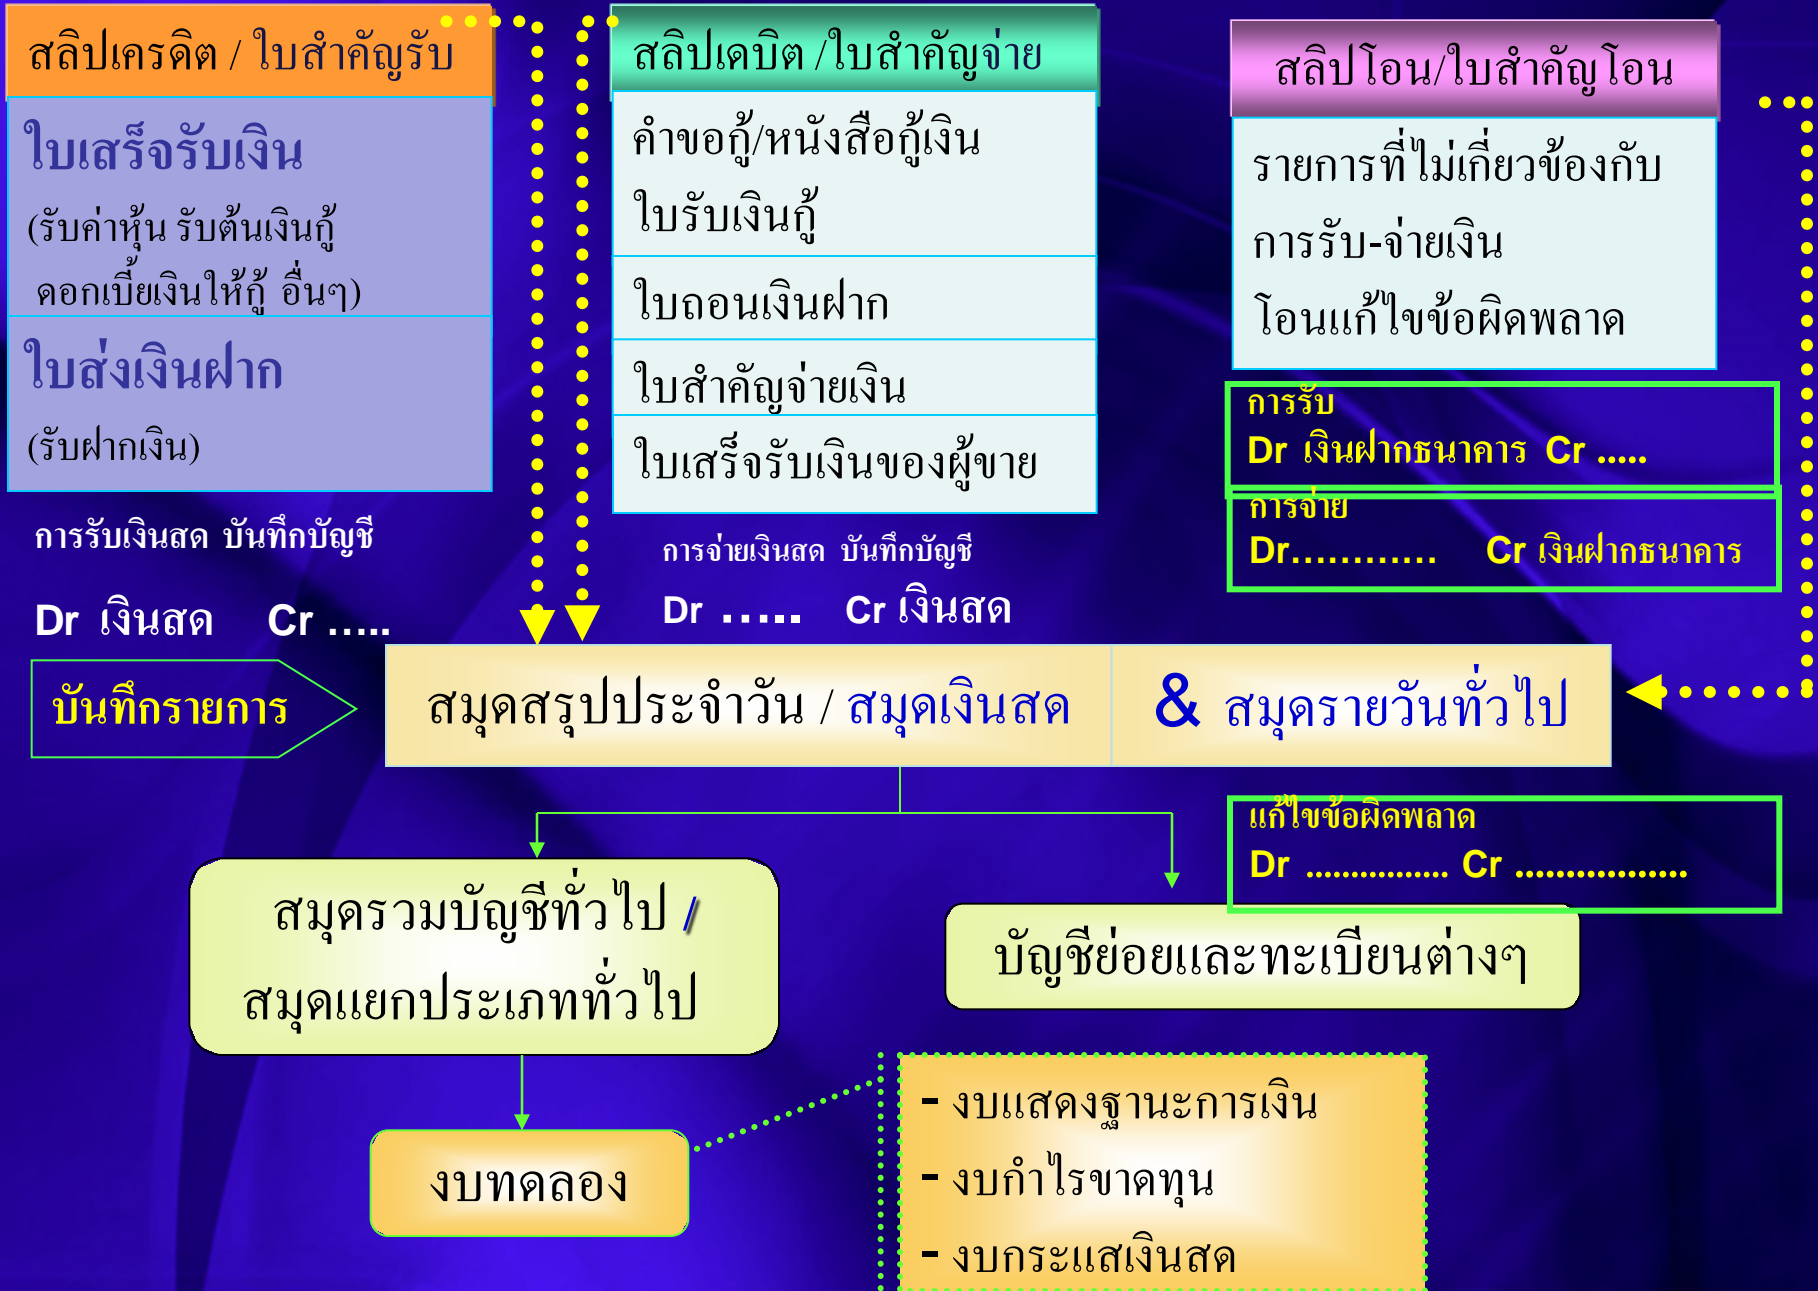 สลิปเครดิต / ใบสำคัญรับ
ใบเสร็จรับเงิน
(รับค่าหุ้น รับต้นเงินกู้
ดอกเบี้ยเงินให้กู้ อื่นๆ)
ใบส่งเงินฝาก
(รับฝากเงิน)
การรับเงินสด บันทึกบัญชี
Dr เงินสด Cr …..
สลิปเดบิต /ใบสำคัญจ่าย
คำขอกู้/หนังสือกู้เงิน
ใบรับเงินกู้
ใบถอนเงินฝาก
ใบสำคัญจ่ายเงิน
ใบเสร็จรับเงินของผู้ขาย
การจ่ายเงินสด บันทึกบัญชี
Dr ….. Cr เงินสด
สลิปโอน/ใบสำคัญโอน
รายการที่ไม่เกี่ยวข้องกับ
การรับ-จ่ายเงิน
โอนแก้ไขข้อผิดพลาด
การรับ
Dr เงินฝากธนาคาร Cr .....
การจ่าย
Dr………… Cr เงินฝากธนาคาร
บันทึกรายการ
สมุดสรุปประจำวัน / สมุดเงินสด & สมุดรายวันทั่วไป
แก้ไขข้อผิดพลาด
Dr ................ Cr .................
สมุดรวมบัญชีทั่วไป /
สมุดแยกประเภททั่วไป
บัญชีย่อยและทะเบียนต่างๆ
งบทดลอง
- งบแสดงฐานะการเงิน
- งบกำไรขาดทุน
- งบกระแสเงินสด